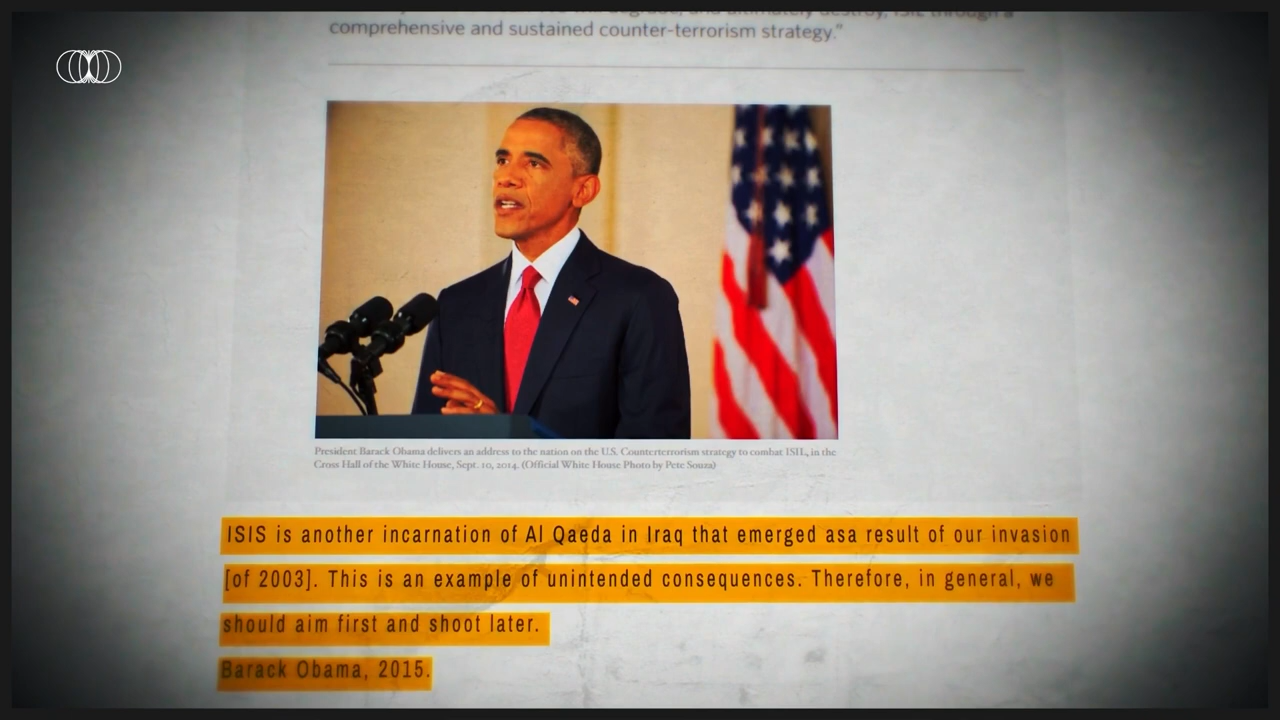 comprehensive and sustained counter-terrorism strategy."
President Barack Obama delivers an address to the nation on the U.S. Counterterrorism strategy to combat ISIL, in the
Cross Hall of the White House, Sept. 10, 2014. (Official White House Photo by Pete Souza)
ISIS is another incarnation of Al Qaeda in Iraq that emerged asa result of our invasion
[of 2003]. This is an example of unintended consequences. Therefore, in general, we
should aim first and shoot later.
Barack Obama, 2015.